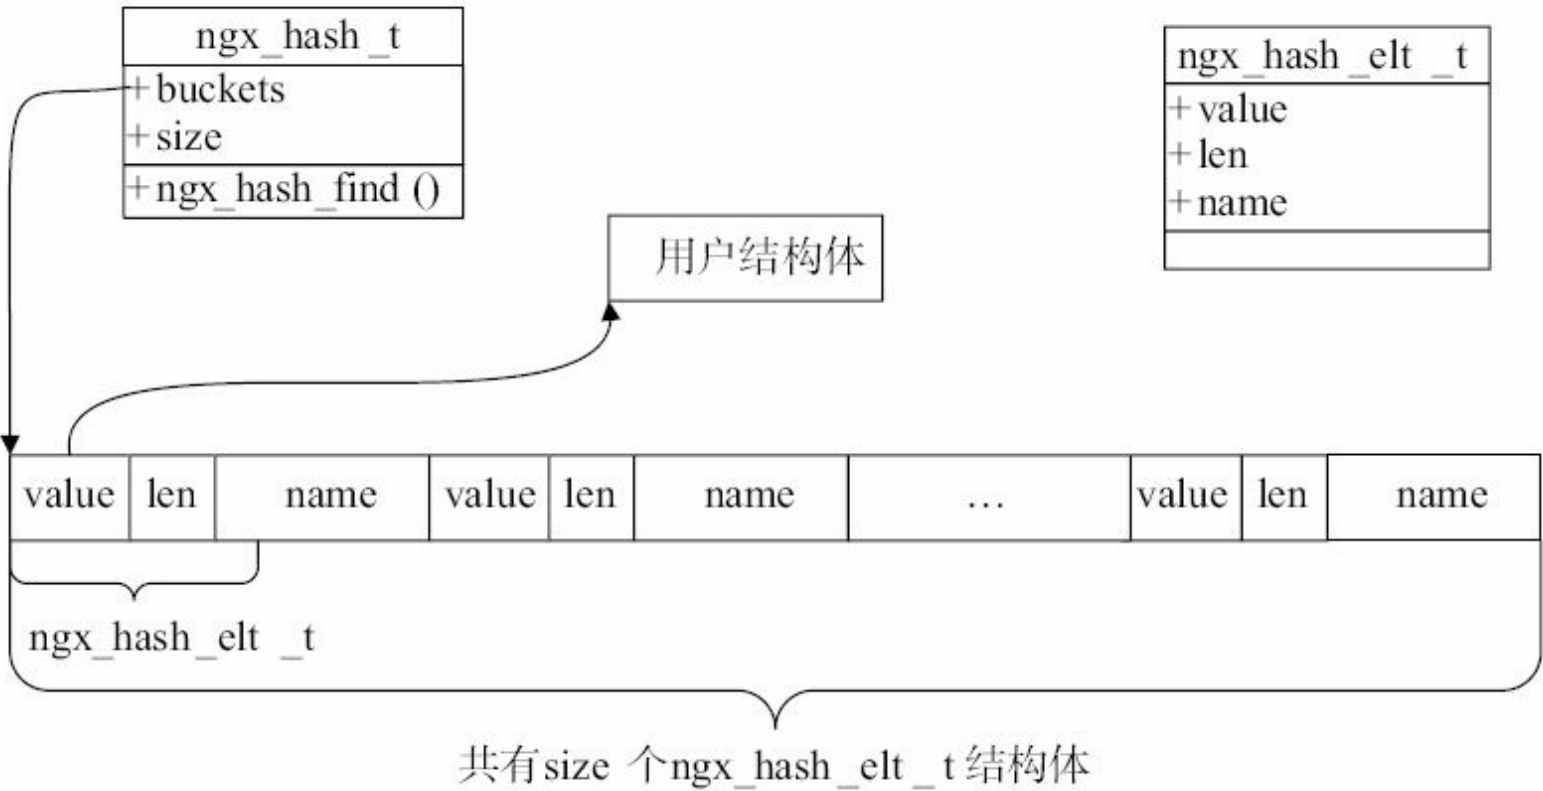 ngx_hash_t
+buckets
+size
+ngx_hash_find ()
ngx_hash_elt_t
+value
+len
+name
用户结构体
value len name value len name … value len name
ngx_hash_elt_t
共有size 个ngx_hash_elt_t结构体